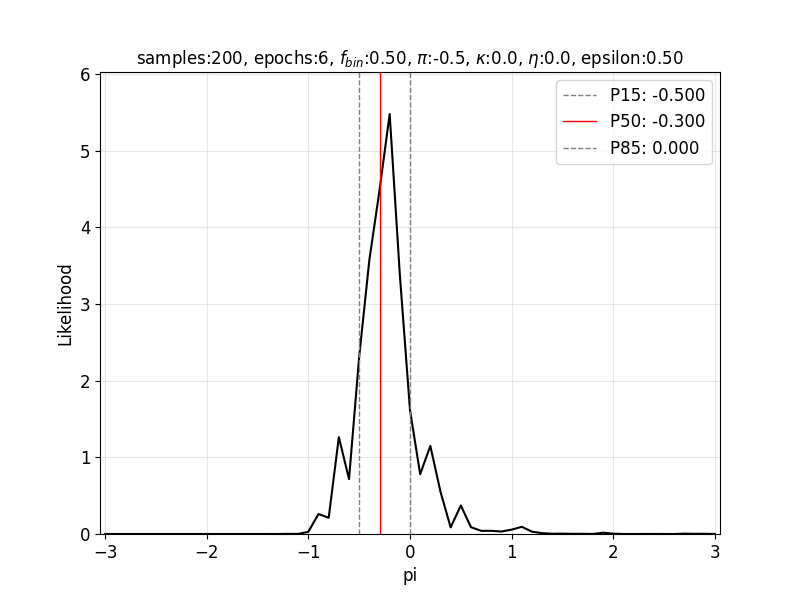 samples:200, epochs:6, f_bin:0.50, π:-0.5, κ:0.0, η:0.0, epsilon:0.50
P15: -0.500
P50: -0.300
P85: 0.000
6
5
4
3
2
1
0
Likelihood
−3 −2 −1 0 1 2 3
pi